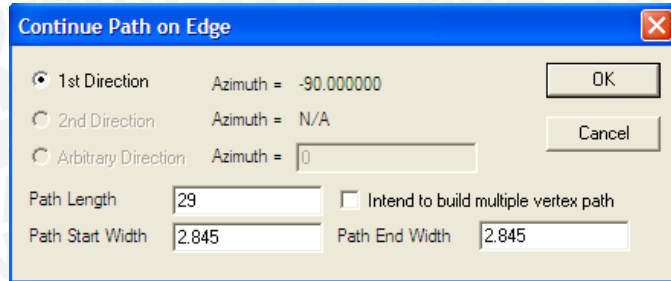 Continue Path on Edge
1st Direction Azimuth = -90.000000 OK
2nd Direction Azimuth = N/A Cancel
Arbitrary Direction Azimuth = 0
Path Length 29 Intend to build multiple vertex path
Path Start Width 2.845 Path End Width 2.845